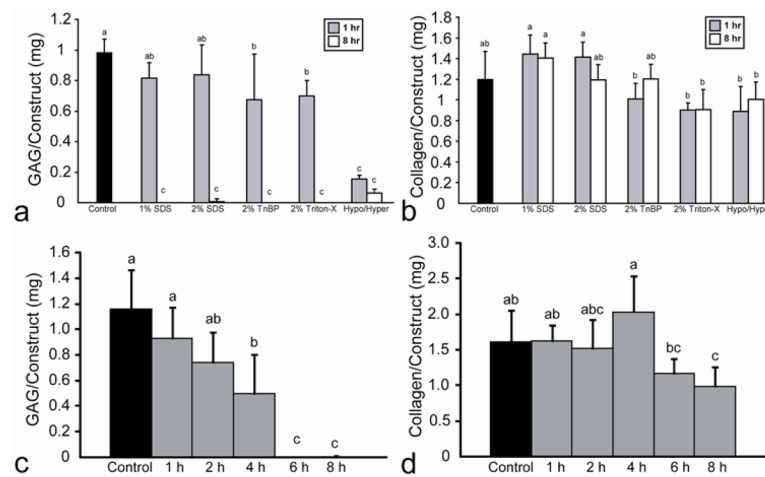 1.2
1
0.8
0.6
0.4
0.2
0
GAG/Construct (mg)
1 hr
8 hr
a
ab
c
ab
c
b
c
b
c
c
c
Control
1% SDS
2% SDS
2% TnBP
2% Triton-X
Hypo/Hyper
a
1.8
1.6
1.4
1.2
1
0.8
0.6
0.4
0.2
0
Collagen/Construct (mg)
1 hr
8 hr
ab
a
a
a
ab
b
ab
b
b
b
b
Control
1% SDS
2% SDS
2% TnBP
2% Triton-X
Hypo/Hyp
b
1.6
1.4
1.2
1.0
0.8
0.6
0.4
0.2
0
GAG/Construct (mg)
a
a
ab
b
c
c
Control
1 h
2 h
4 h
6 h
8 h
c
3.0
2.5
2.0
1.5
1.0
0.5
0
Collagen/Construct (mg)
ab
ab
abc
a
bc
c
Control
1 h
2 h
4 h
6 h
8 h
d